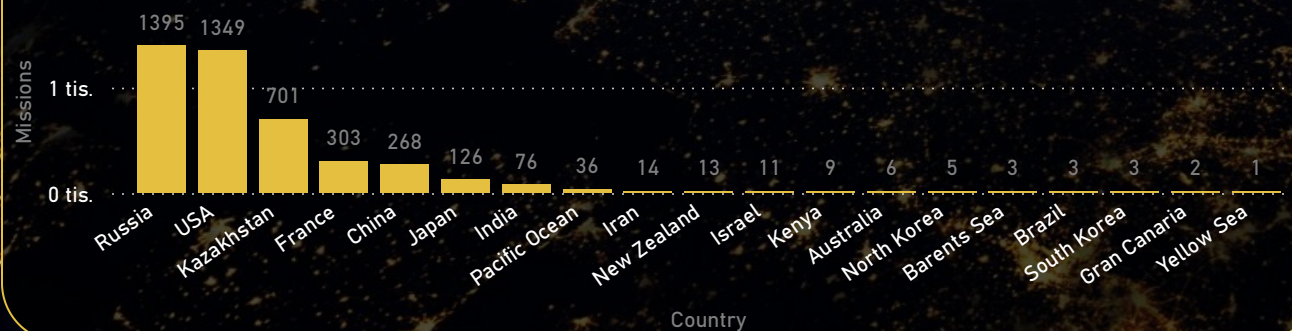 1395
1349
701
303
268
126
76
36
14
13
11
9
6
5
3
3
3
2
1
Missions
1 tis.
0 tis.
Russia
USA
Kazakhstan
France
China
Japan
India
Pacific Ocean
Iran
New Zealand
Israel
Kenya
Australia
North Korea
Barents Sea
Brazil
South Korea
Gran Canaria
Yellow Sea
Country